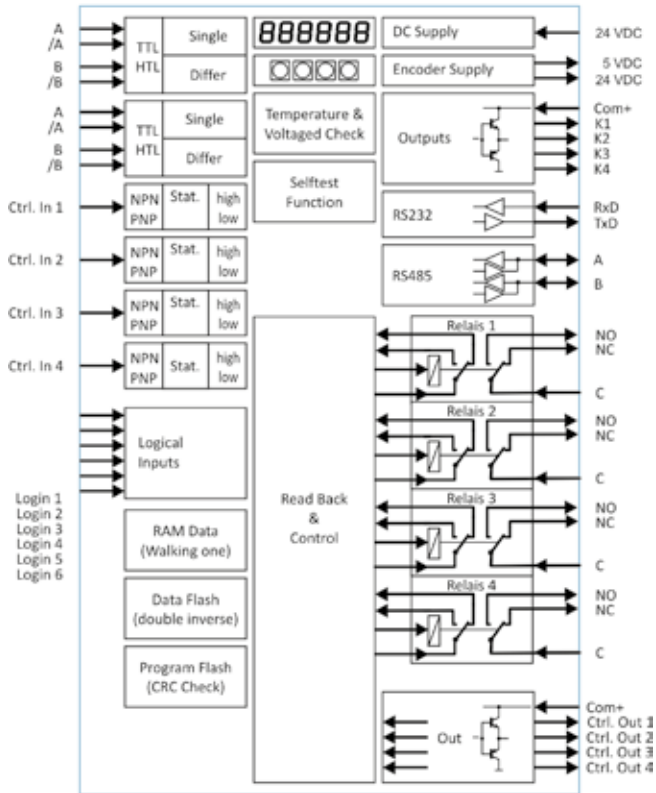 A
/A
B
/B
TTL
HTL
Single
Differ
888888
DC Supply
24 VDC
Encoder Supply
5 VDC
24 VDC
A
/A
B
/B
TTL
HTL
Single
Differ
Temperature &
Voltaged Check
Outputs
Com+
K1
K2
K3
K4
Selftest
Function
Ctrl. In 1
NPN
PNP
Stat.
high
low
RS232
RxD
TxD
Ctrl. In 2
NPN
PNP
Stat.
high
low
RS485
A
B
Ctrl. In 3
NPN
PNP
Stat.
high
low
Ctrl. In 4
NPN
PNP
Stat.
high
low
Logical
Inputs
Login 1
Login 2
Login 3
Login 4
Login 5
Login 6
RAM Data
(Walking one)
Data Flash
(double inverse)
Program Flash
(CRC Check)
Read Back
&
Control
Relais 1
NO
NC
C
Relais 2
NO
NC
C
Relais 3
NO
NC
C
Relais 4
NO
NC
C
Out
Com+
Ctrl. Out 1
Ctrl. Out 2
Ctrl. Out 3
Ctrl. Out 4